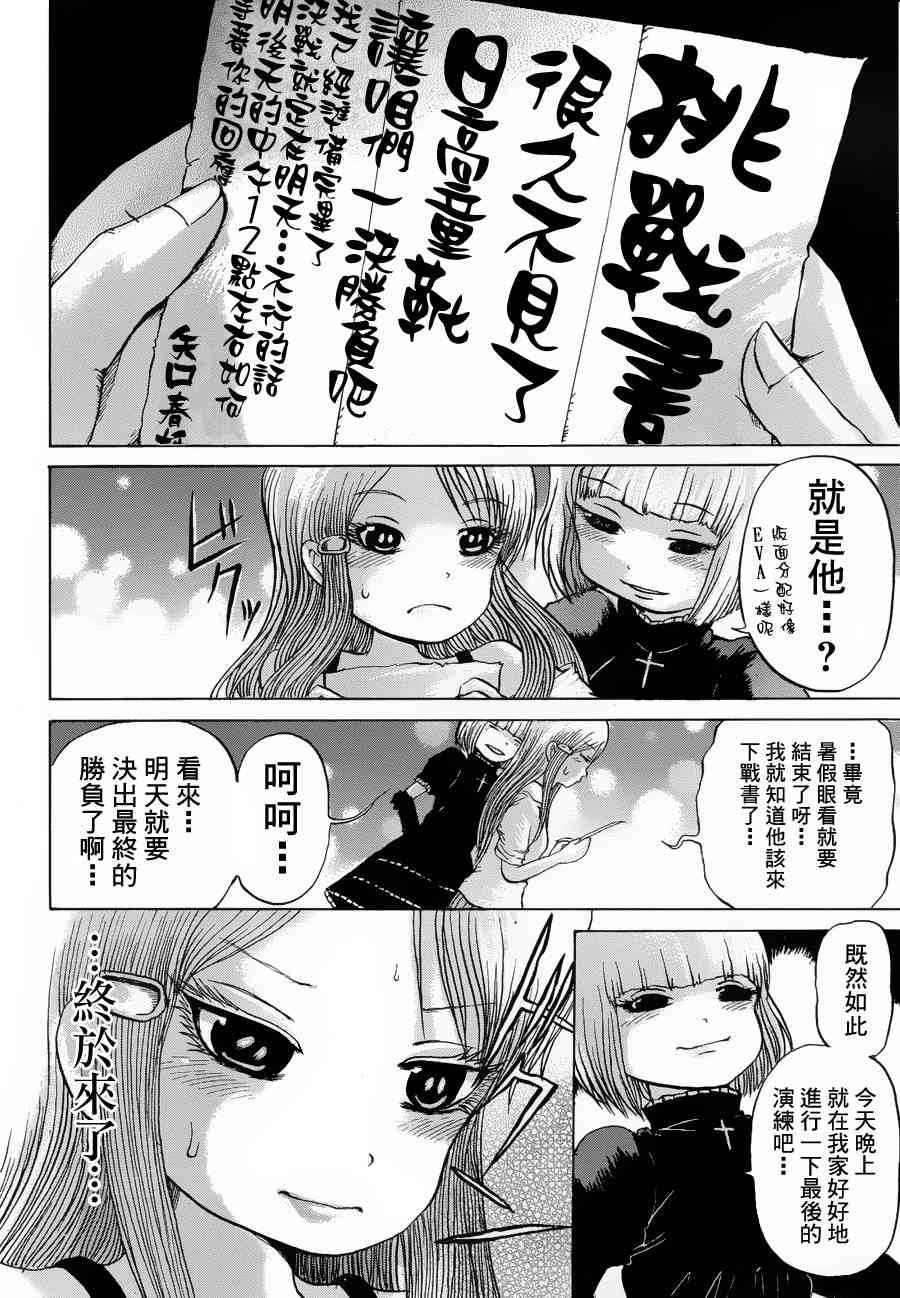 挑戰書
很久不見了
日高童靴
讓咱們一決勝負吧
我已經準備完畢了
決戰就定在明天…不行的話
明後天的中午12點左右如何
等著你的回應
矢口春
就是他…?
版面分配好像
EVA一樣呢
…畢竟
暑假眼看就要
結束了呀…
我就知道他該來
下戰書了…
呵呵…
看來…
明天就要
決出最終的
勝負了啊…
既然如此
今天晚上
就在我家好好地
進行一下最後的
演練吧…
…終於來了…